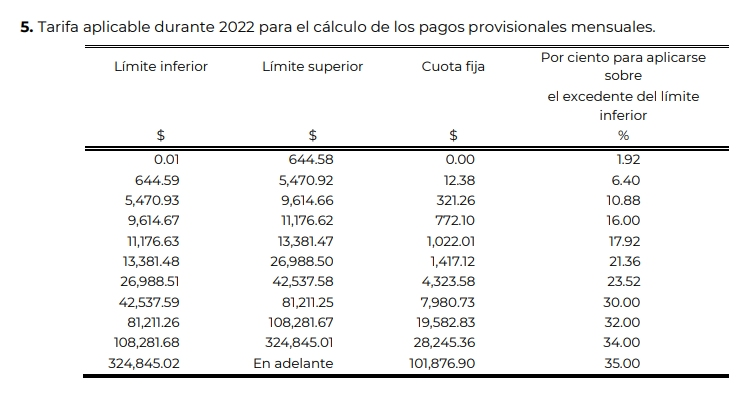 5. Tarifa aplicable durante 2022 para el cálculo de los pagos provisionales mensuales.
Límite inferior Límite superior Cuota fija Por ciento para aplicarse
sobre
el excedente del límite
inferior
$ $ $ %
0.01 644.58 0.00 1.92
644.59 5,470.92 12.38 6.40
5,470.93 9,614.66 321.26 10.88
9,614.67 11,176.62 772.10 16.00
11,176.63 13,381.47 1,022.01 17.92
13,381.48 26,988.50 1,417.12 21.36
26,988.51 42,537.58 4,323.58 23.52
42,537.59 81,211.25 7,980.73 30.00
81,211.26 108,281.67 19,582.83 32.00
108,281.68 324,845.01 28,245.36 34.00
324,845.02 En adelante 101,876.90 35.00